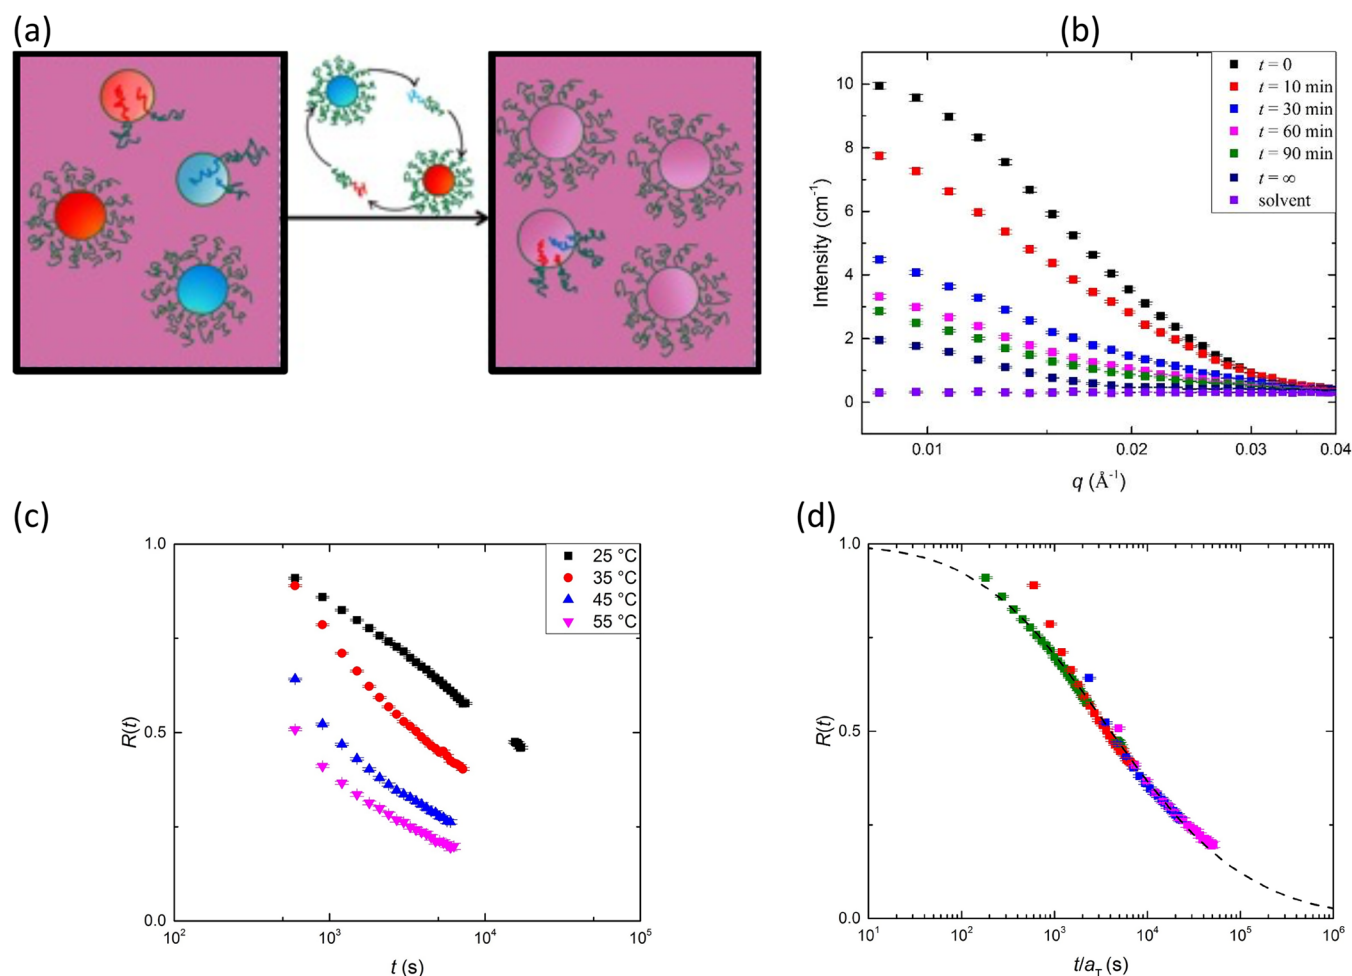 (a)
(b)
t = 0
t = 10 min
t = 30 min
t = 60 min
t = 90 min
t = ∞
solvent
10
8
6
4
2
0
Intensity (cm⁻¹)
0.01
0.02
0.03
0.04
q (Å⁻¹)
(c)
25 °C
35 °C
45 °C
55 °C
1.0
0.5
0.0
R(t)
10²
10³
10⁴
10⁵
t (s)
(d)
1.0
0.5
0.0
R(t)
10¹
10²
10³
10⁴
10⁵
10⁶
t/aT (s)